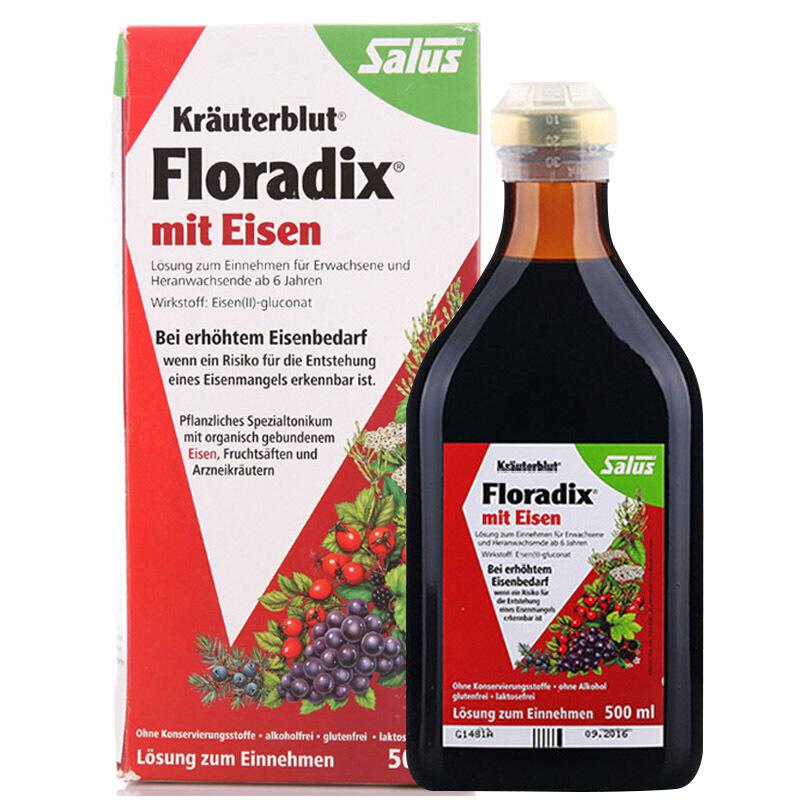 Salus®
Kräuterblut®
Floradix®
mit Eisen
Lösung zum Einnehmen für Erwachsene und
Heranwachsende ab 6 Jahren
Wirkstoff: Eisen(II)-gluconat
Bei erhöhtem Eisenbedarf
wenn ein Risiko für die Entstehung
eines Eisenmangels erkennbar ist.
Pflanzliches Spezialtonikum
mit organisch gebundenem
Eisen, Fruchtsäften und
Arzneikräutern
Ohne Konservierungsstoffe • alkoholfrei • glutenfrei •
Lösung zum Einnehmen
10
20
30
Kräuterblut®
Salus
Floradix®
mit Eisen
Lösung zum Einnehmen für Erwachsene
und Heranwachsende ab 6 Jahren
Wirkstoff: Eisen(II)-gluconat
Bei erhöhtem
Eisenbedarf
wenn ein Risiko für
die Entstehung
eines Eisenmangels
erkennbar ist
Ohne Konservierungsstoffe • ohne Alkohol
glutenfrei • laktosefrei
Lösung zum Einnehmen 500 ml
G1481A 09.2016